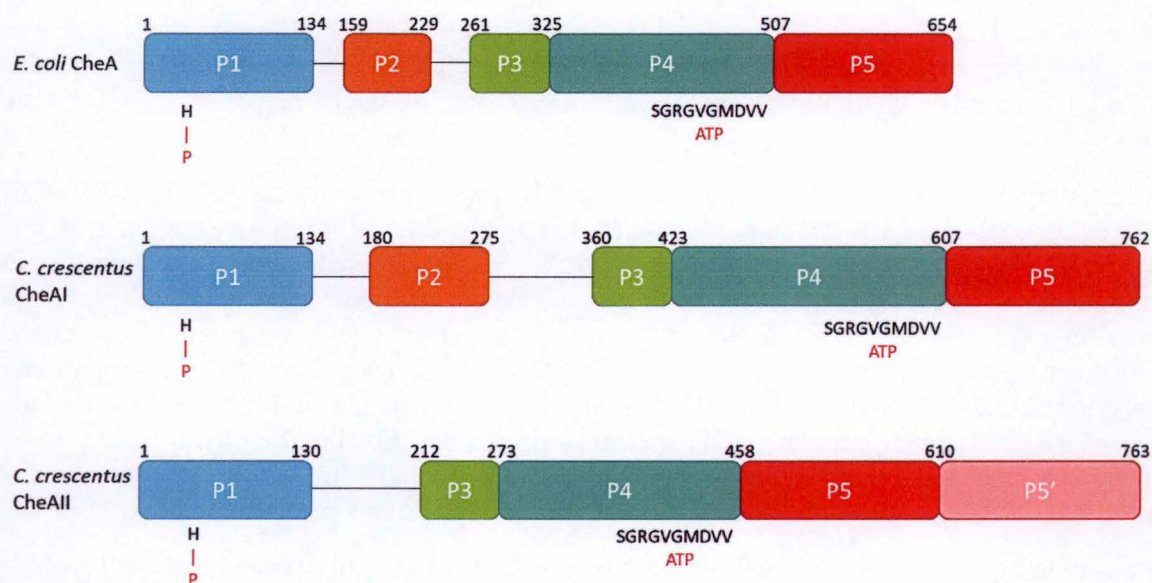 1 134 159 229 261 325 507 654
E. coli CheA P1 P2 P3 P4 P5
H SGRGVGMDVV
P ATP
1 134 180 275 360 423 607 762
C. crescentus
CheAI
P1 P2 P3 P4 P5
H SGRGVGMDVV
P ATP
1 130 212 273 458 610 763
C. crescentus
CheAII
P1 P3 P4 P5 P5'
H SGRGVGMDVV
P ATP